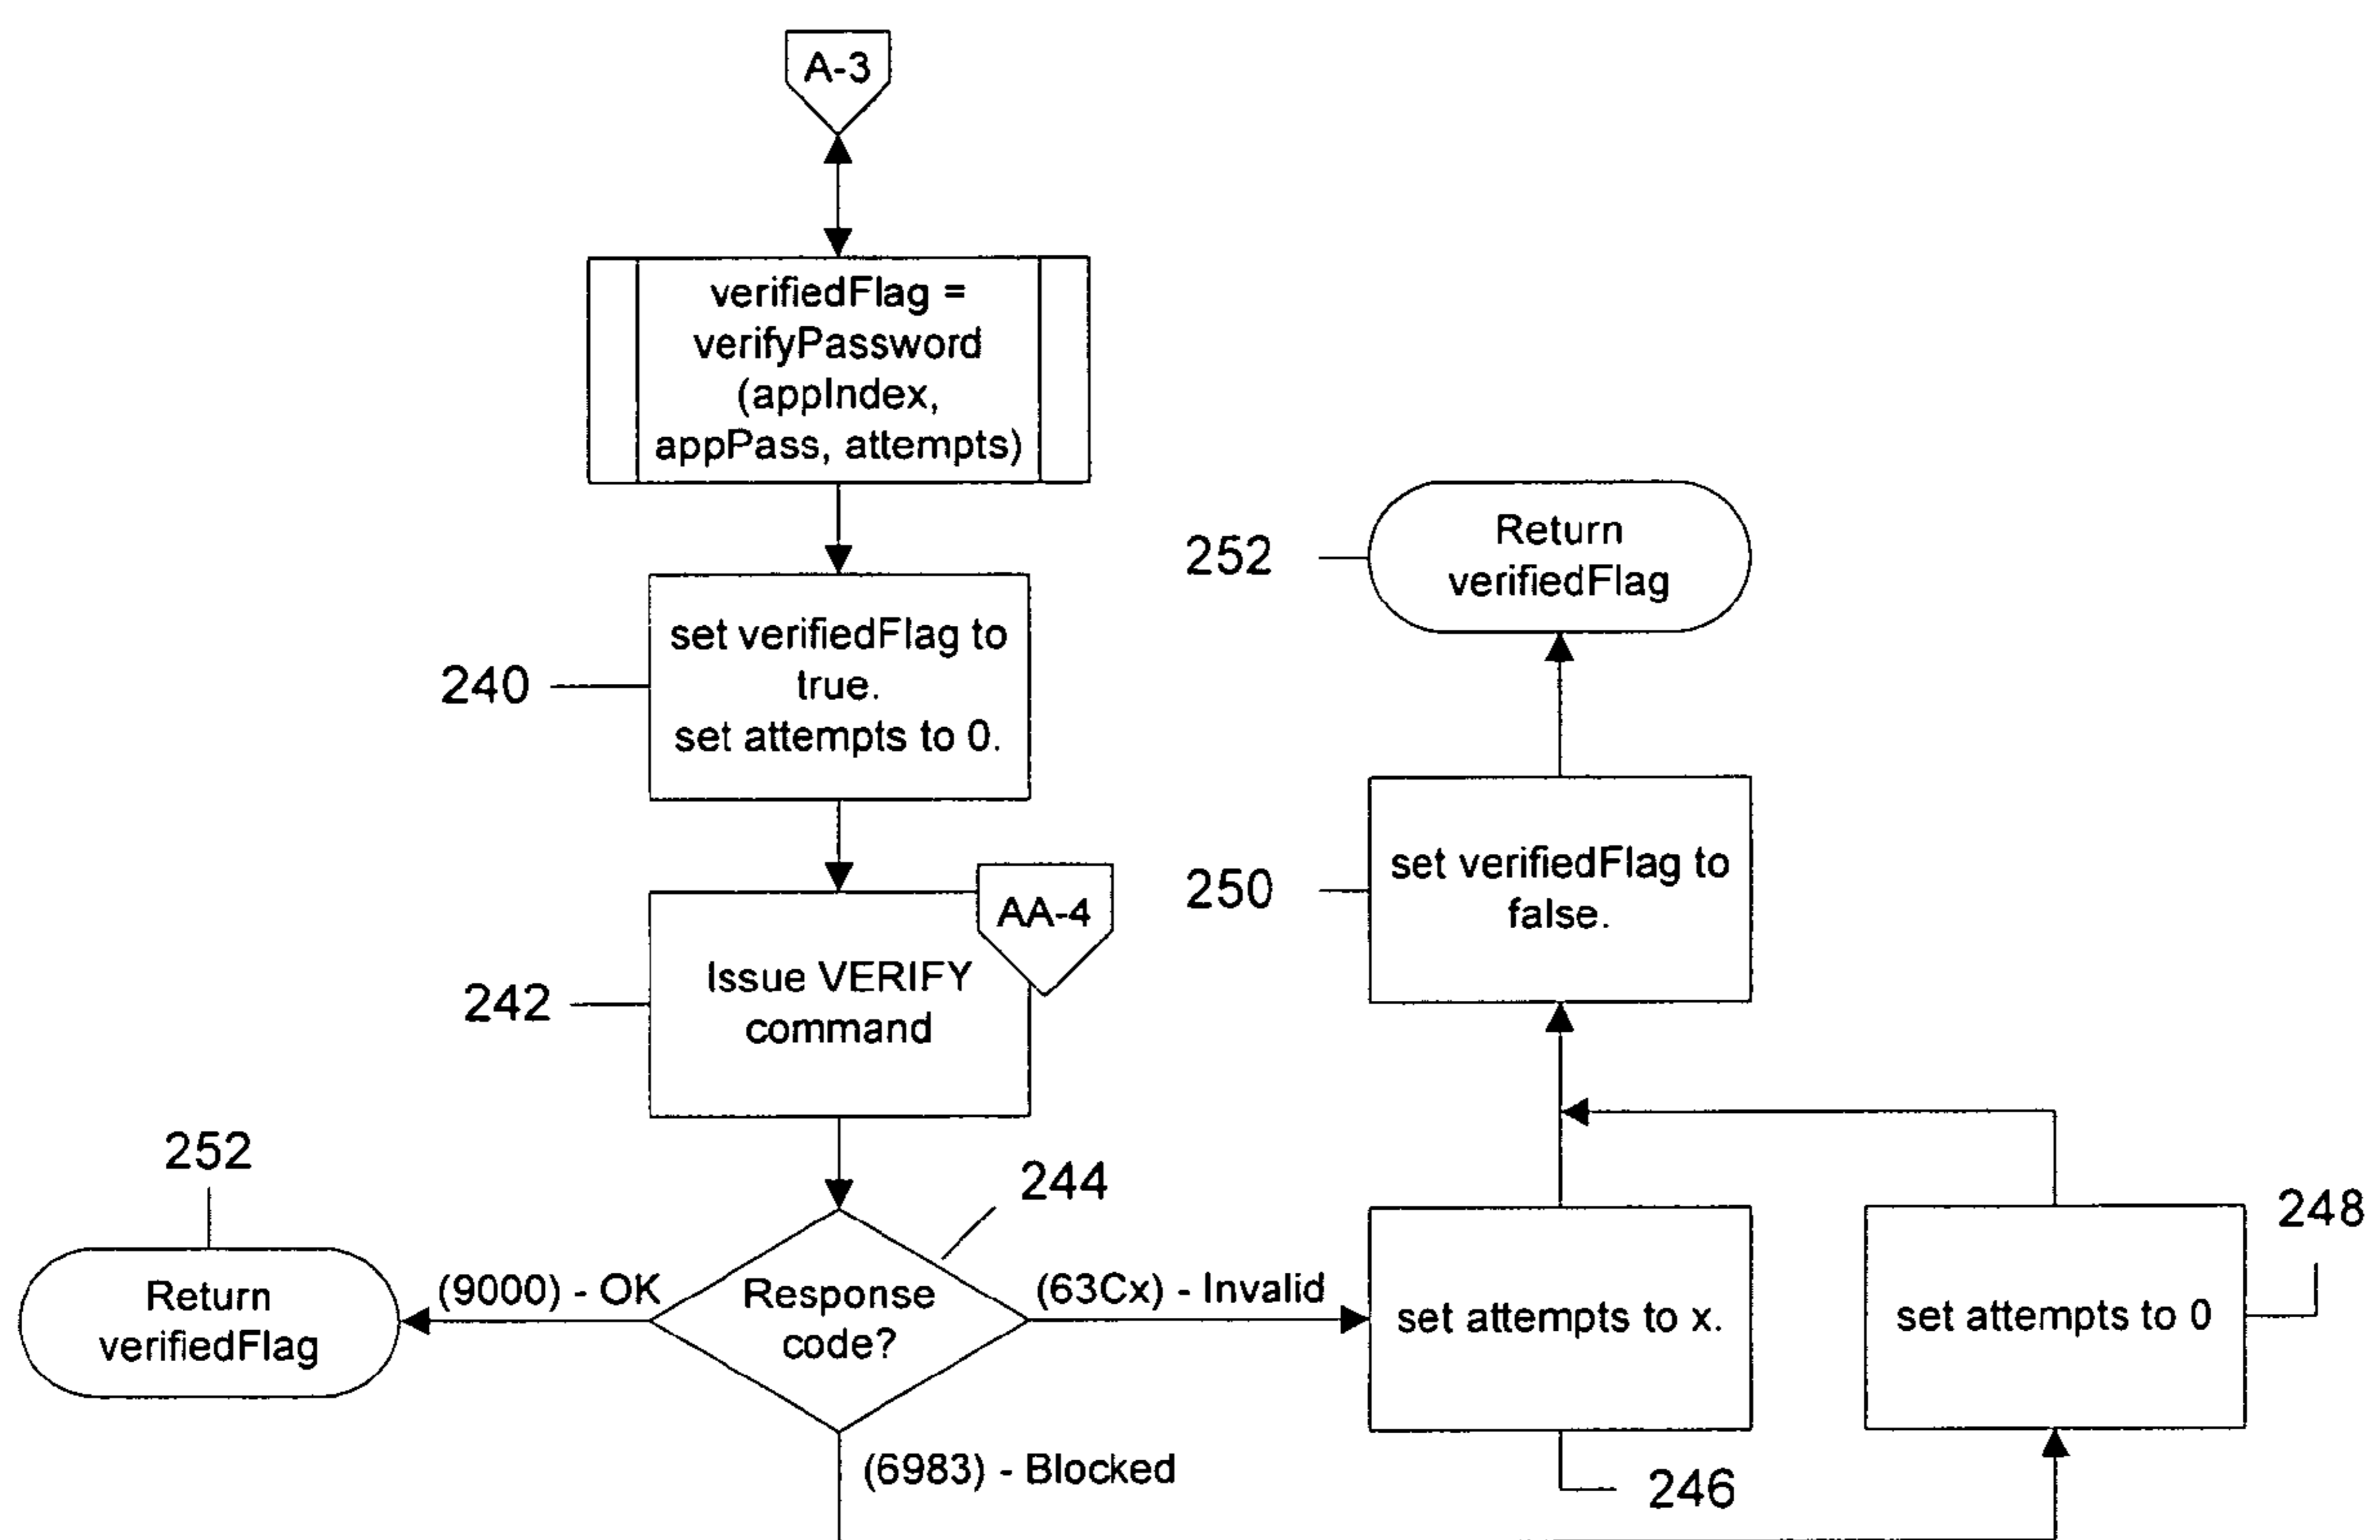 A-3
verifiedFlag =
verifyPassword
(appIndex,
appPass, attempts)
240
set verifiedFlag to
true.
set attempts to 0.
242
Issue VERIFY
command
AA-4
252
Return
verifiedFlag
(9000) - OK
244
Response
code?
(63Cx) - Invalid
(6983) - Blocked
252
Return
verifiedFlag
250
set verifiedFlag to
false.
set attempts to x.
246
set attempts to 0
248